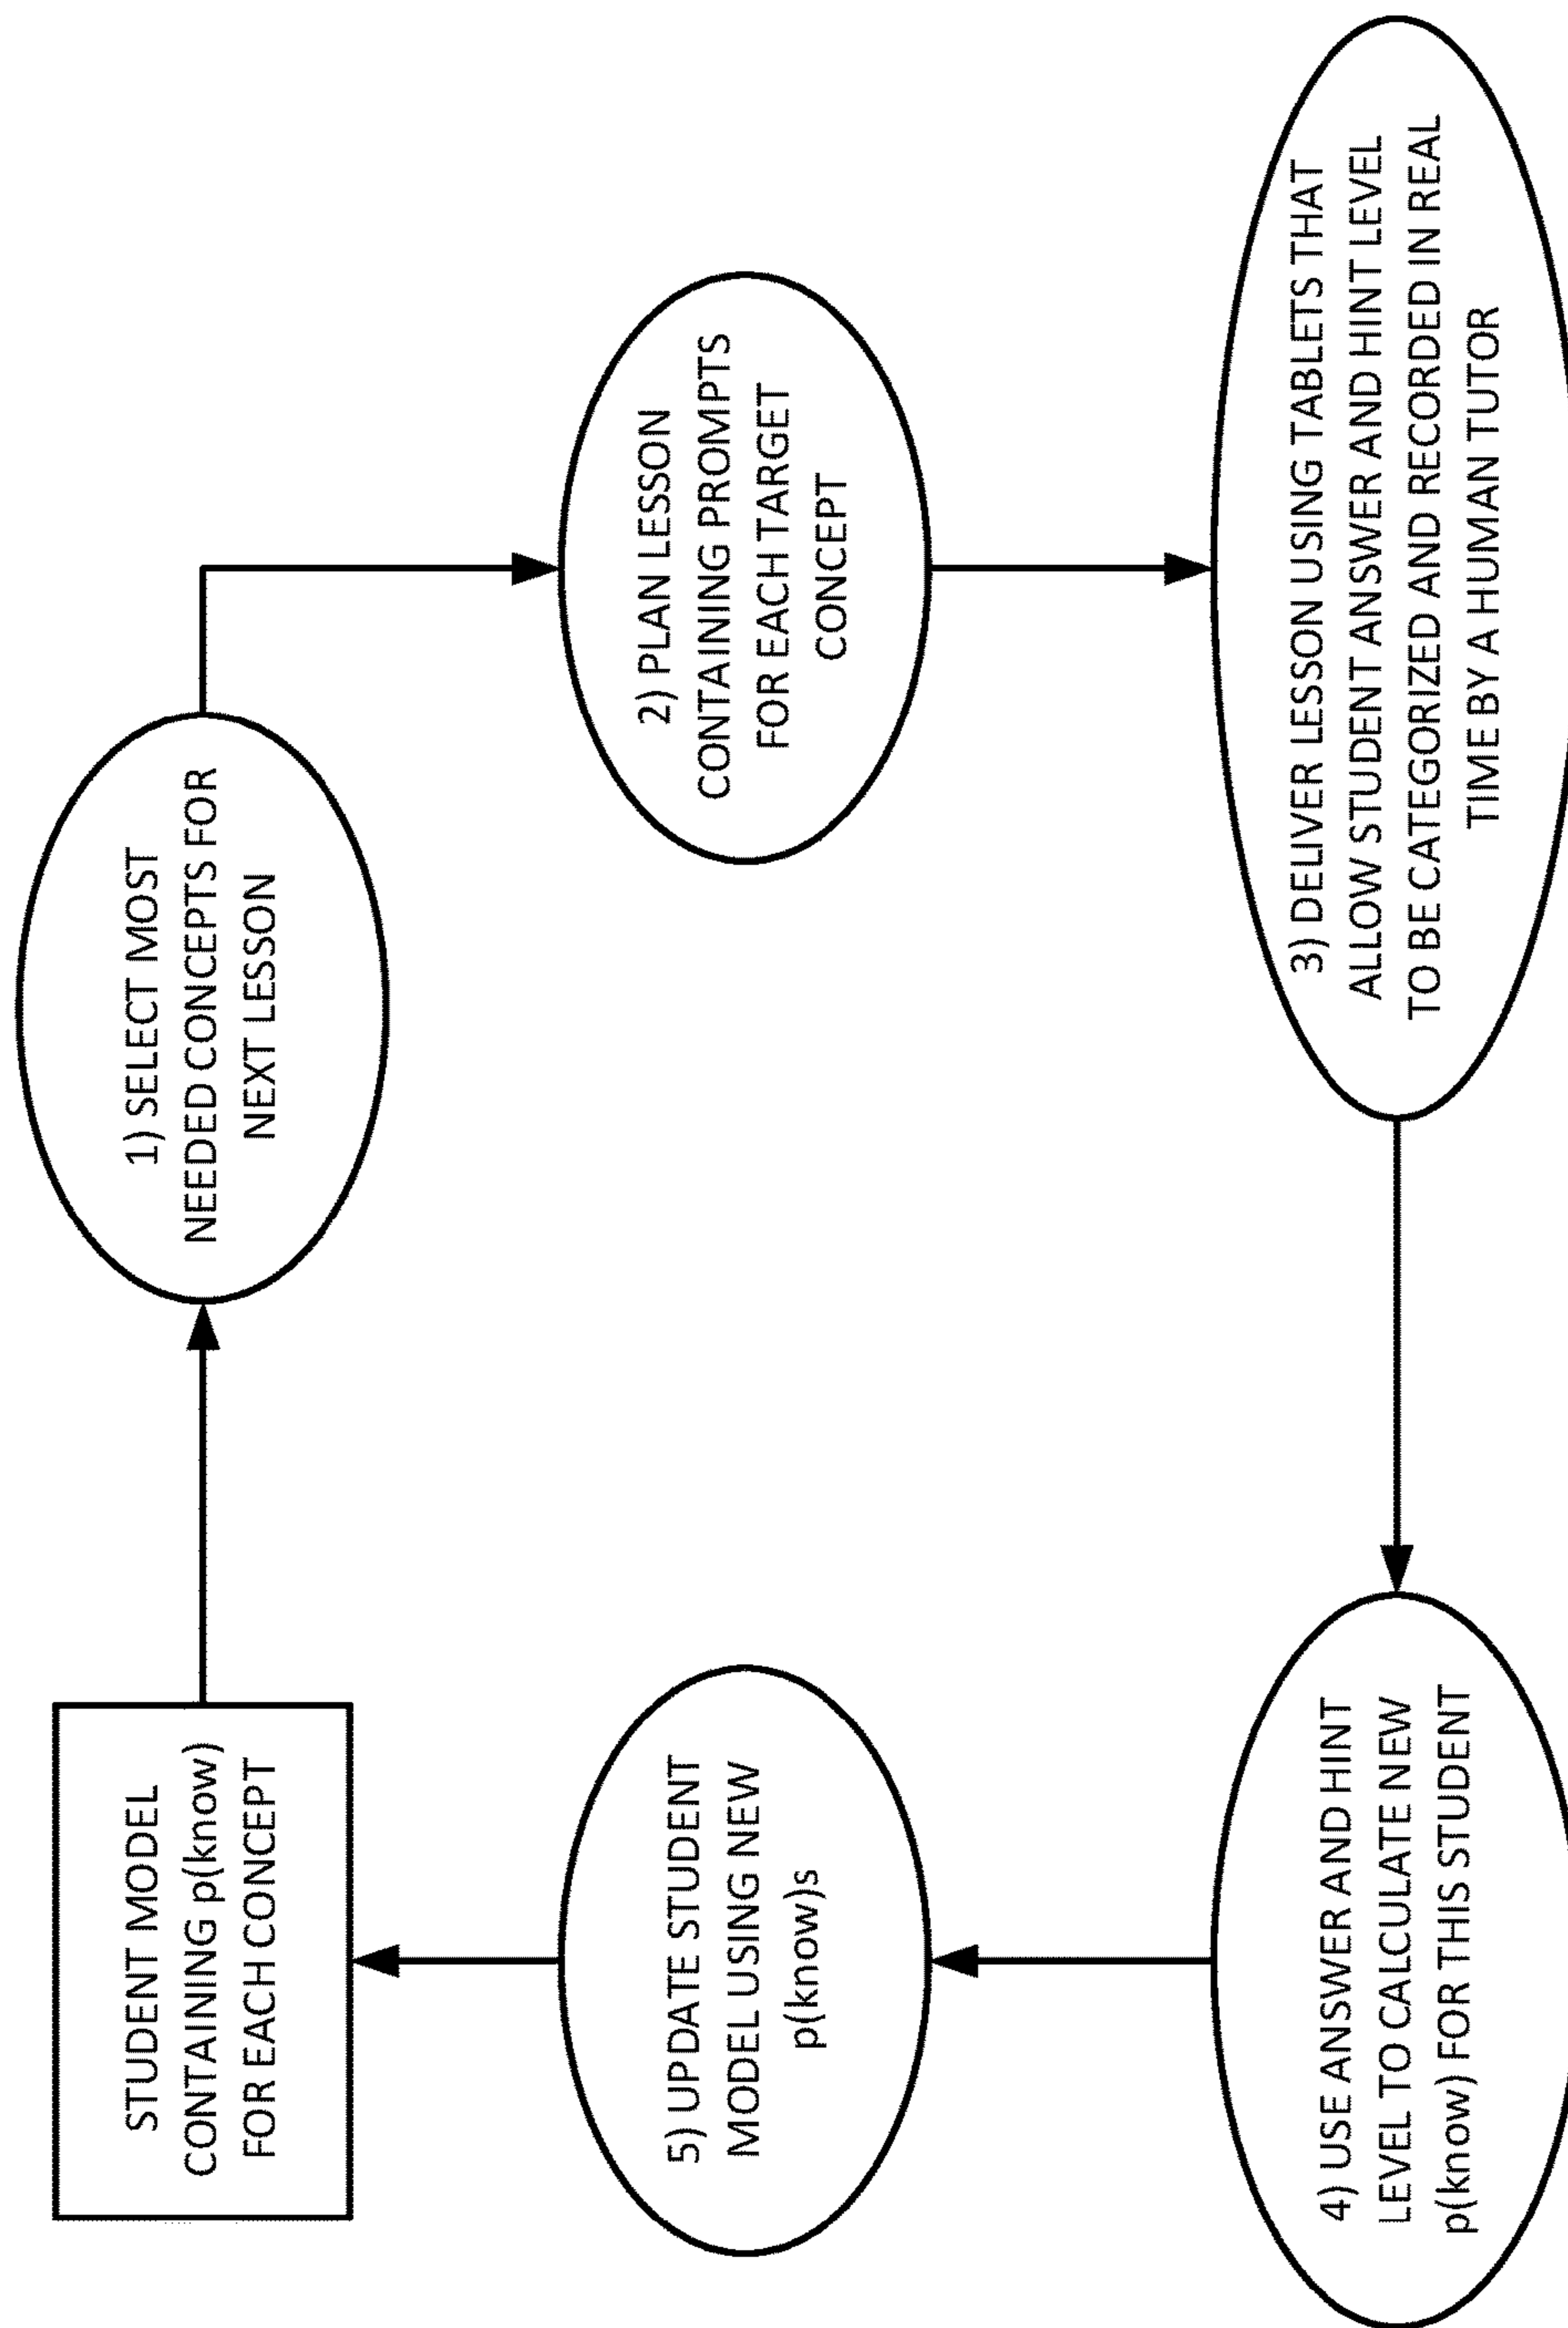 STUDENT MODEL
CONTAINING p(know)
FOR EACH CONCEPT
1) SELECT MOST
NEEDED CONCEPTS FOR
NEXT LESSON
2) PLAN LESSON
CONTAINING PROMPTS
FOR EACH TARGET
CONCEPT
3) DELIVER LESSON USING TABLETS THAT
ALLOW STUDENT ANSWER AND HINT LEVEL
TO BE CATEGORIZED AND RECORDED IN REAL
TIME BY A HUMAN TUTOR
4) USE ANSWER AND HINT
LEVEL TO CALCULATE NEW
p(know) FOR THIS STUDENT
5) UPDATE STUDENT
MODEL USING NEW
p(know)s